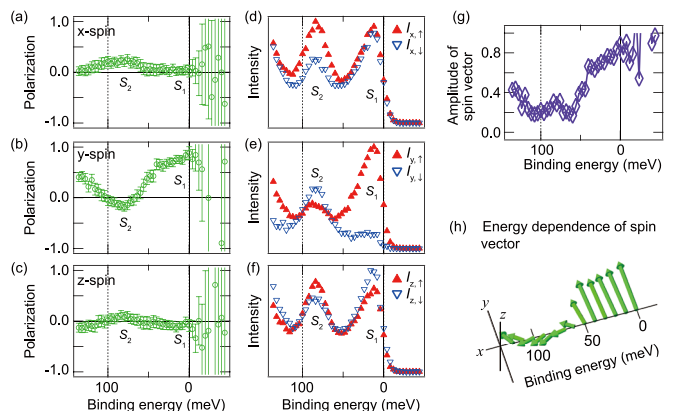 (a)
x-spin
1.0
0.0
-1.0
Polarization
S₂
S₁
(b)
y-spin
1.0
0.0
-1.0
Polarization
S₂
S₁
(c)
z-spin
1.0
0.0
-1.0
Polarization
S₂
S₁
100
0
Binding energy (meV)
(d)
Iₓ,↑
Iₓ,↓
Intensity
S₂
S₁
(e)
I_y,↑
I_y,↓
Intensity
S₂
S₁
(f)
I_z,↑
I_z,↓
Intensity
S₂
S₁
100
0
Binding energy (meV)
(g)
Amplitude of
spin vector
0.8
0.4
0.0
100
0
Binding energy (meV)
(h)
Energy dependence of spin
vector
y
z
x
100
50
0
Binding energy (meV)